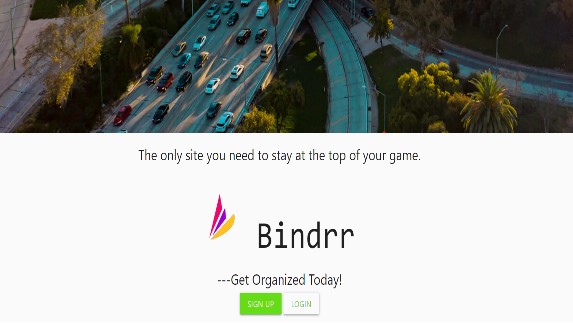 The only site you need to stay at the top of your game.
Bindrr
---Get Organized Today!
SIGN UP
LOGIN